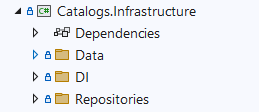 C# Catalogs.Infrastructure
Dependencies
Data
DI
Repositories